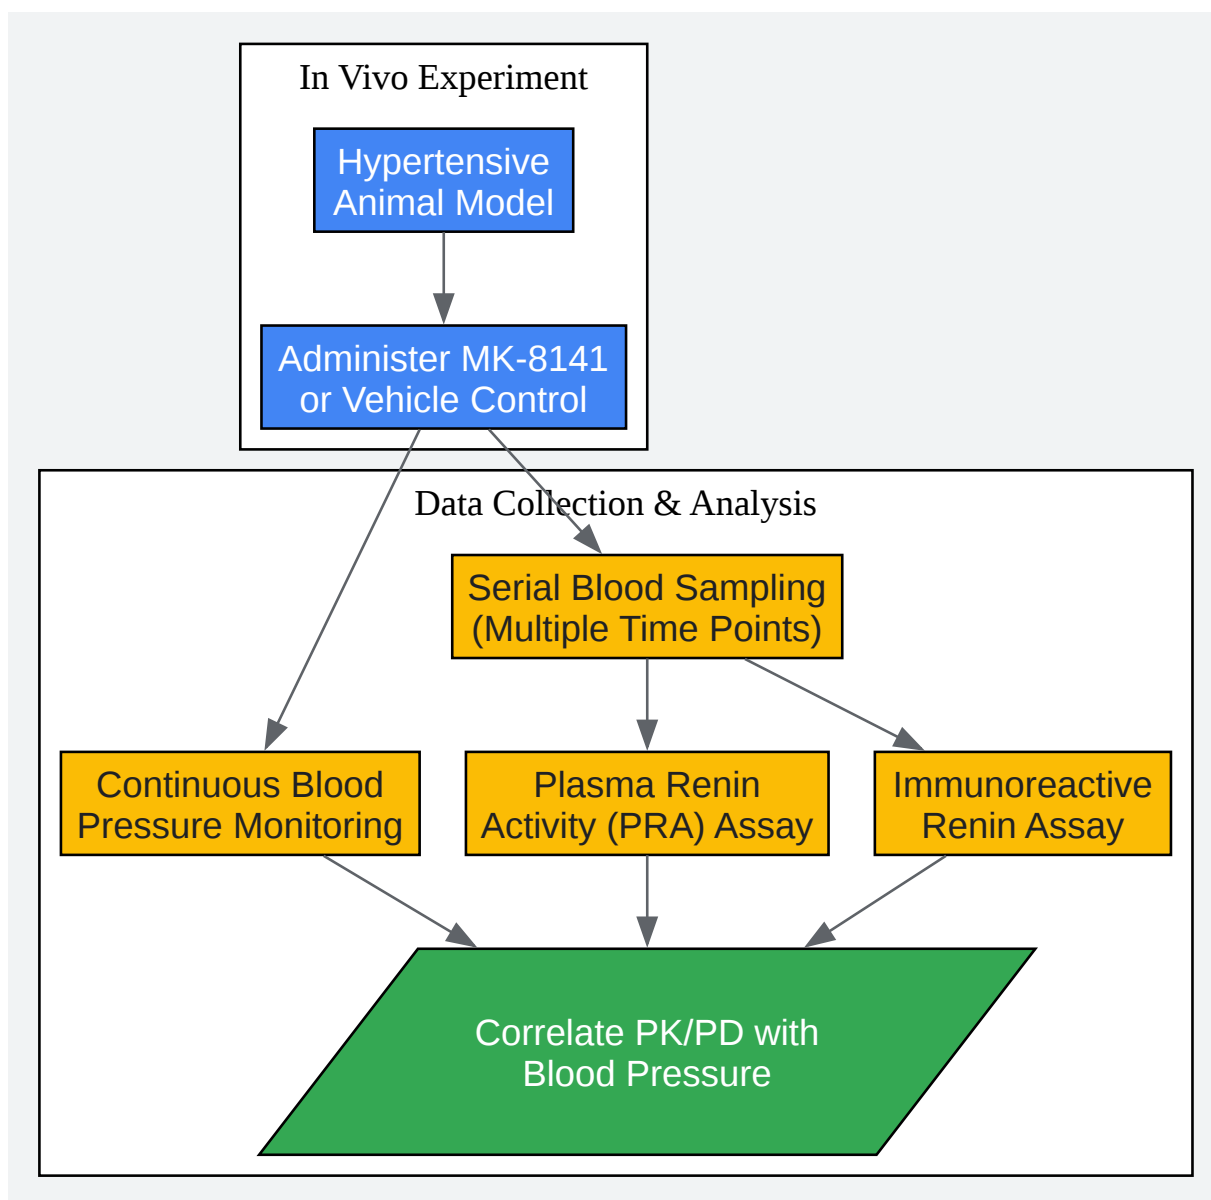 In Vivo Experiment
Hypertensive
Animal Model
Administer MK-8141
or Vehicle Control
Data Collection & Analysis
Serial Blood Sampling
(Multiple Time Points)
Continuous Blood
Pressure Monitoring
Plasma Renin
Activity (PRA) Assay
Immunoreactive
Renin Assay
Correlate PK/PD with
Blood Pressure